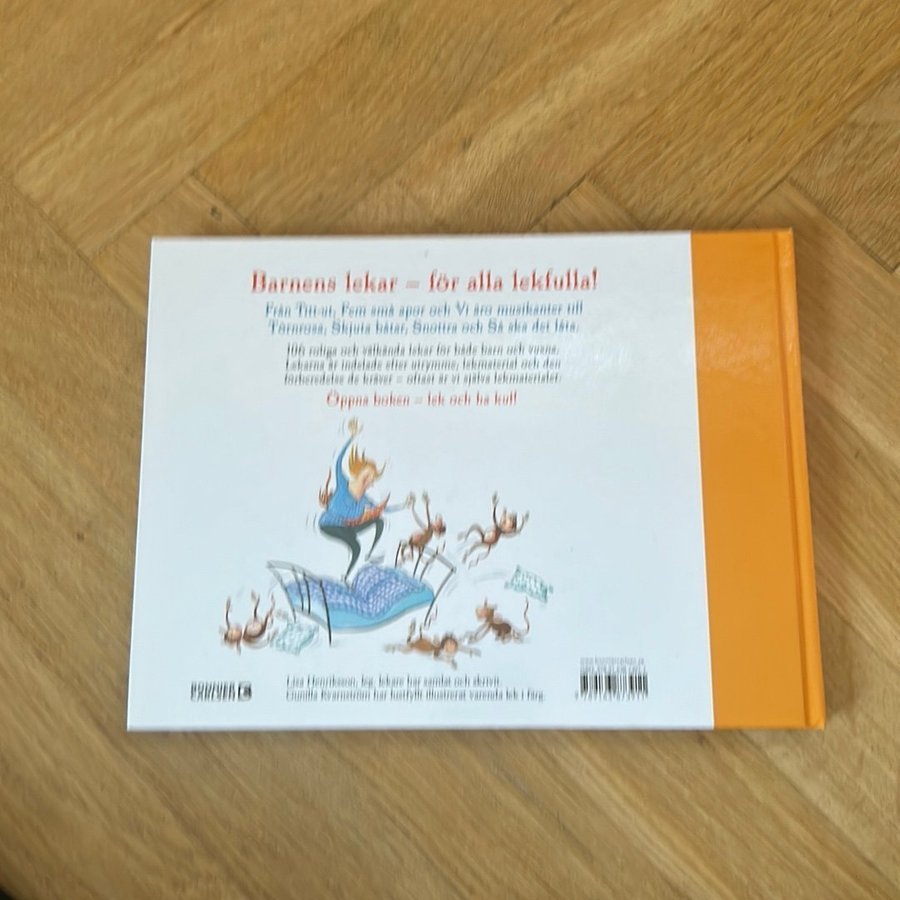 Barnens lekar – för alla lekfulla!
Från Titt-ut, Fem små apor och Vi äro musikanter till
Törnrosa, Skjuta båtar, Snottra och Så ska det låta.
106 roliga och välkända lekar för både barn och vuxna.
Lekarna är indelade efter utrymme, lekmaterial och den
förberedelse de kräver – oftast är vi själva lekmaterialet.
Öppna boken – lek och ha kul!
Lisa Henriksson, leg. lekare har samlat och skrivit.
Gunilla Kvarnström har lustfyllt illustrerat varenda lek i färg.
BONNIER
CARLSEN